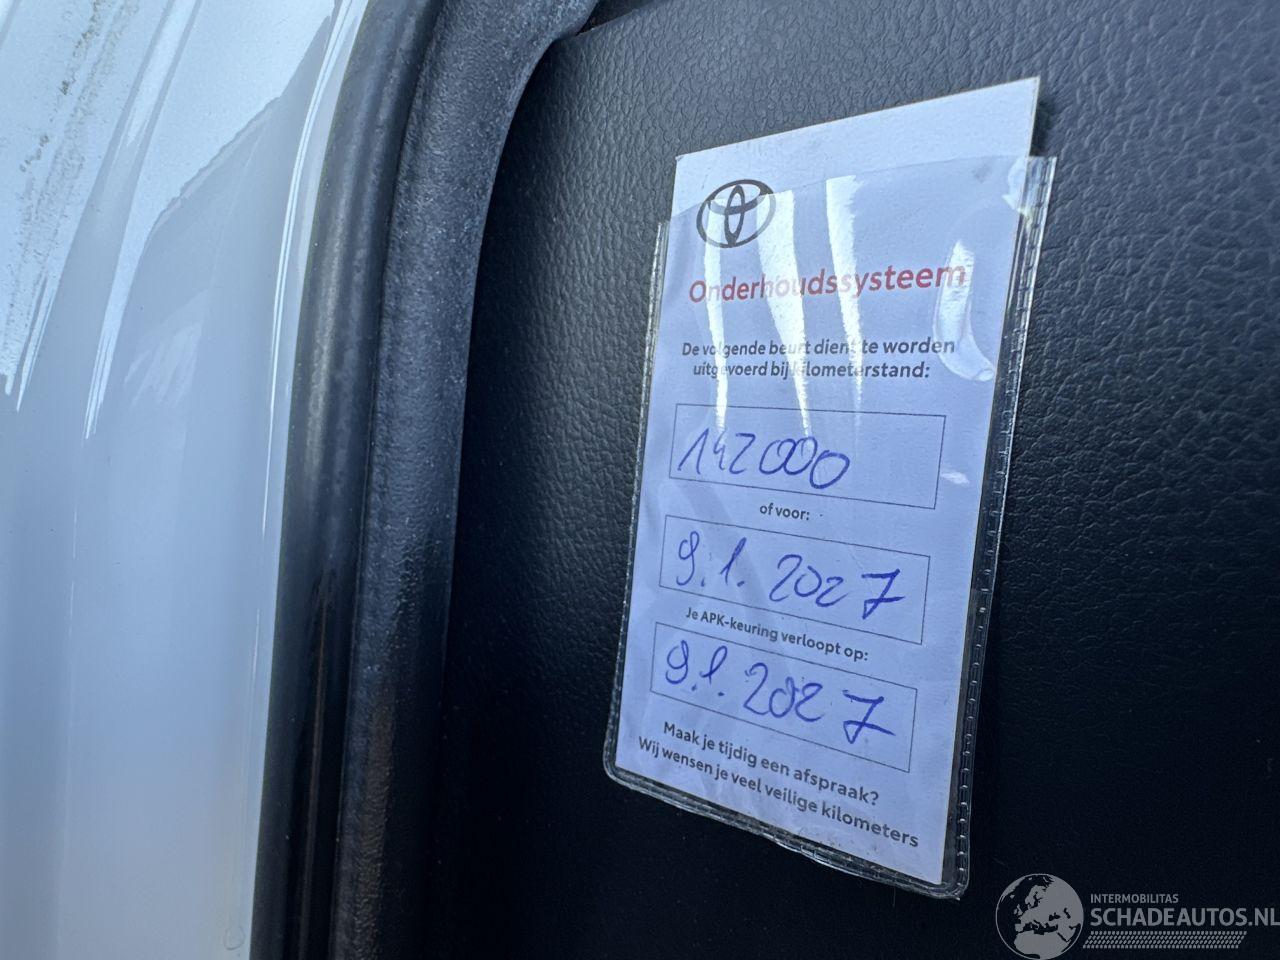 Onderhoudssysteem
De volgende beurt dient te worden
uitgevoerd bij kilometerstand:
142000
of voor:
9.1.2027
Je APK-keuring verloopt op:
9.1.2027
Maak je tijdig een afspraak?
Wij wensen je veel veilige kilometers
INTERMOBILITAS
SCHADEAUTOS.NL